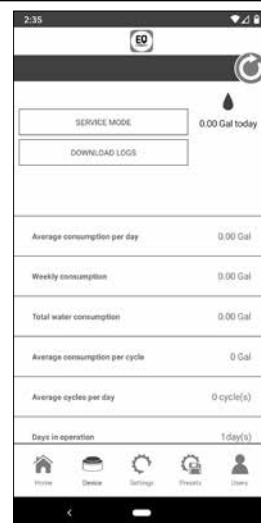 2:35
EQ
SERVICE MODE
0.00 Gal today
DOWNLOAD LOGS
Average consumption per day 0.00 Gal
Weekly consumption 0.00 Gal
Total water consumption 0.00 Gal
Average consumption per cycle 0 Gal
Average cycles per day 0 cycle(s)
Days in operation 1 day(s)
Home Device Settings Presets Users